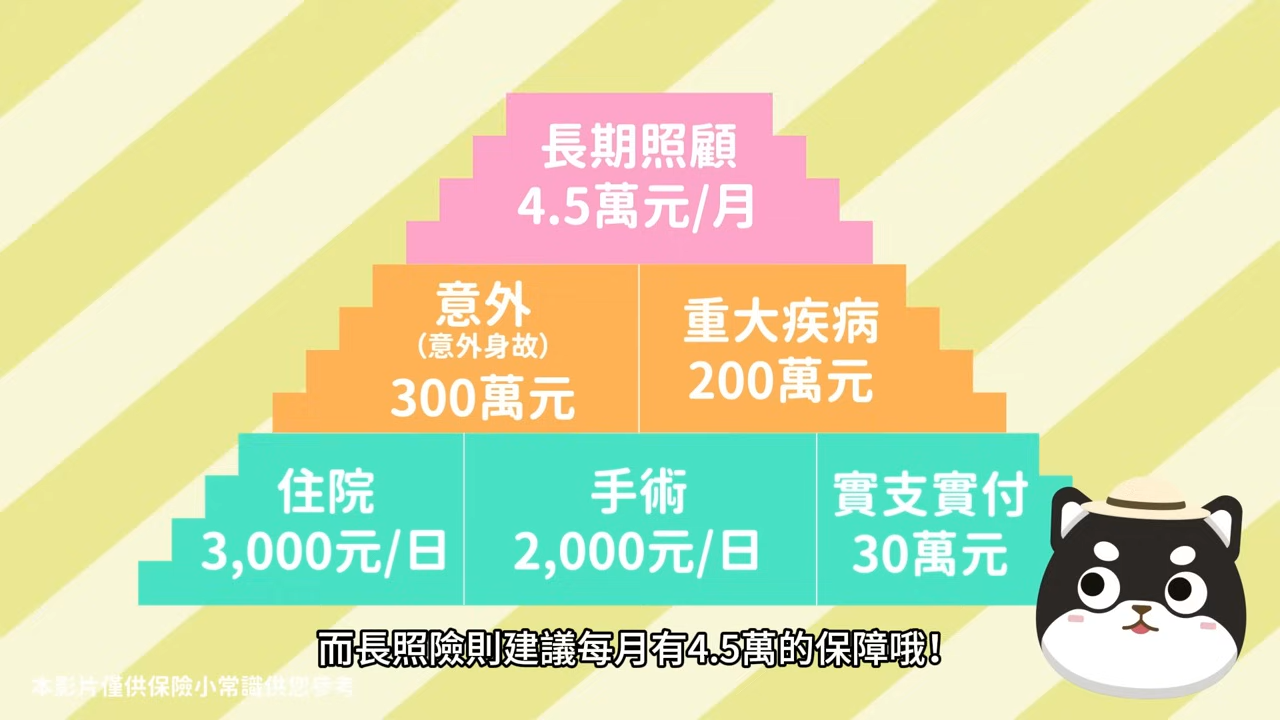 長期照顧
4.5萬元/月
意外
（意外身故）
300萬元
重大疾病
200萬元
住院
3,000元/日
手術
2,000元/日
實支實付
30萬元
而長照險則建議每月有4.5萬的保障哦！
本影片僅供保險小常識供您參考